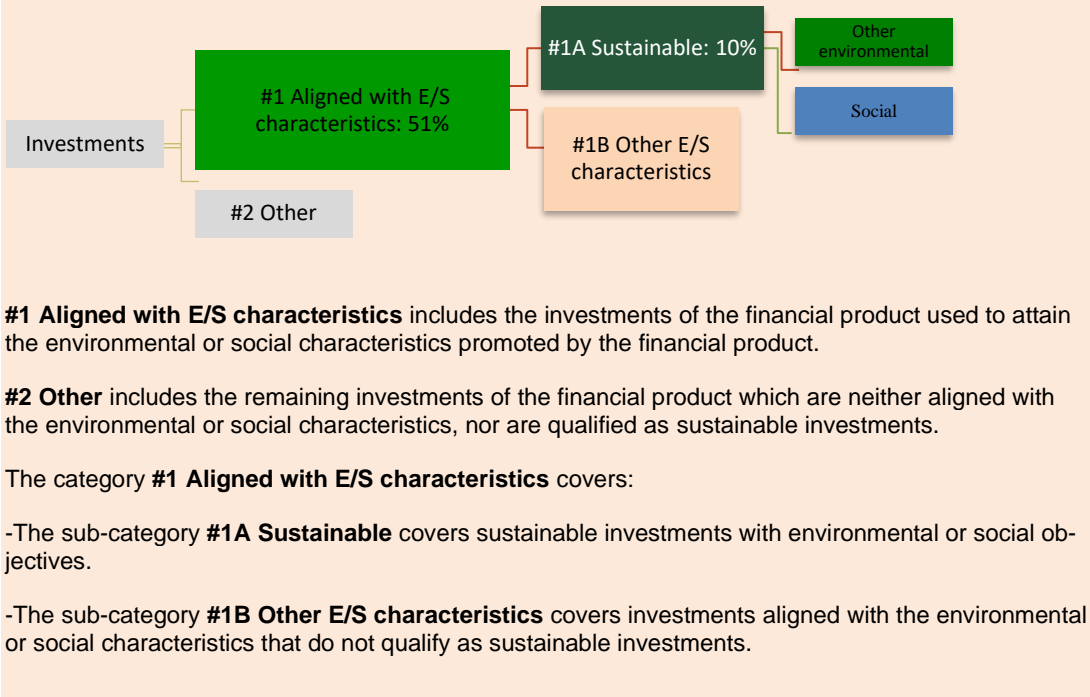 Investments
#1 Aligned with E/S
characteristics: 51%
#2 Other
#1A Sustainable: 10%
#1B Other E/S
characteristics
Other
environmental
Social
#1 Aligned with E/S characteristics includes the investments of the financial product used to attain
the environmental or social characteristics promoted by the financial product.
#2 Other includes the remaining investments of the financial product which are neither aligned with
the environmental or social characteristics, nor are qualified as sustainable investments.
The category #1 Aligned with E/S characteristics covers:
-The sub-category #1A Sustainable covers sustainable investments with environmental or social ob-
jectives.
-The sub-category #1B Other E/S characteristics covers investments aligned with the environmental
or social characteristics that do not qualify as sustainable investments.